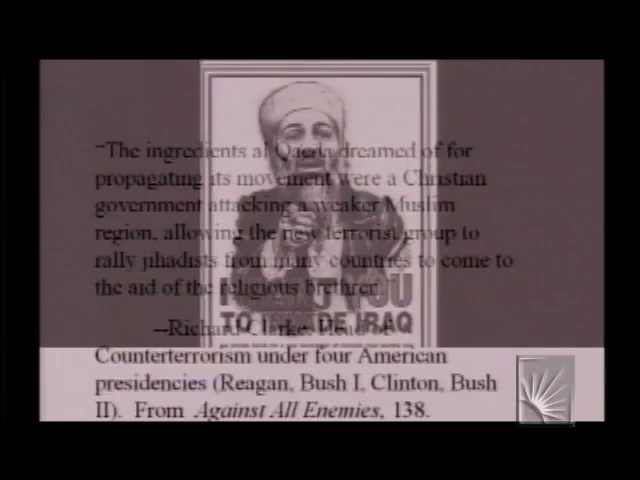 "The ingredients al Qaeda dreamed of for
propagating its movement were a Christian
government attacking a weaker Muslim
region, allowing the new terrorist group to
rally jihadists from many countries to come to
the aid of the religious brethren
I WANT YOU
TO INVADE IRAQ
--Richard Clarke, Head of
Counterterrorism under four American
presidencies (Reagan, Bush I, Clinton, Bush
II). From Against All Enemies, 138.